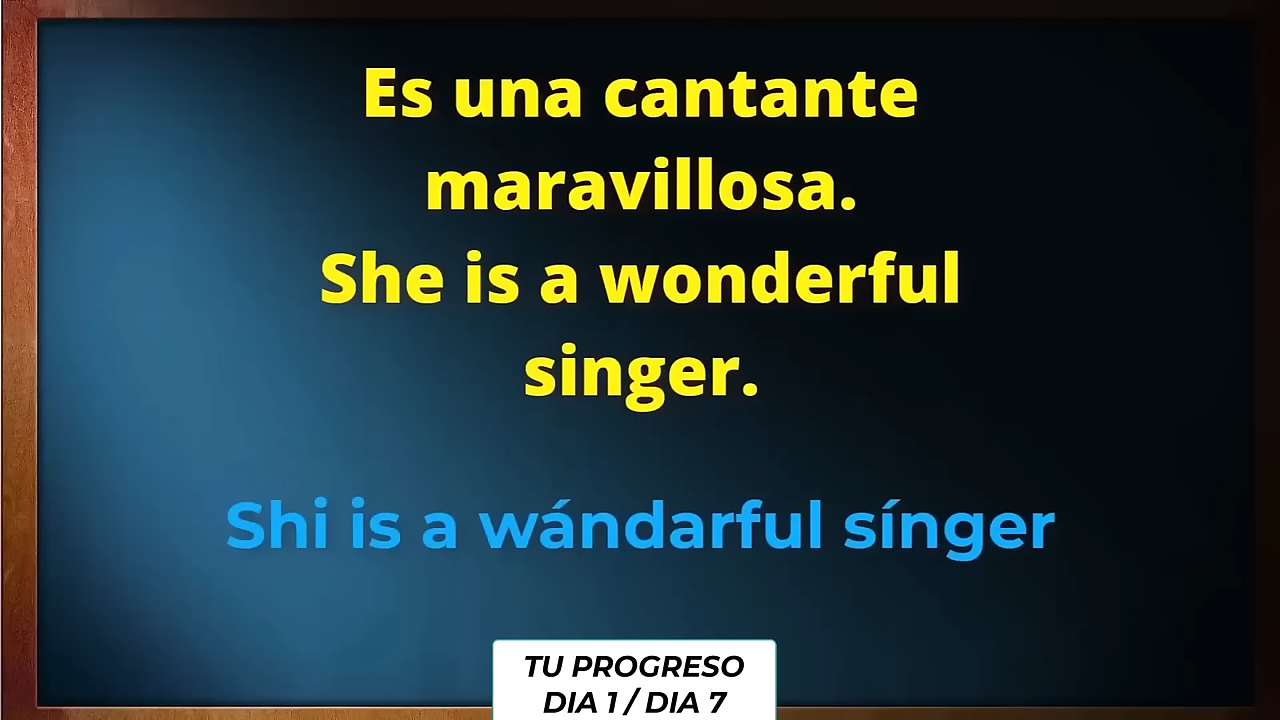 Es una cantante
maravillosa.
She is a wonderful
singer.
Shi is a wándarful sínger
TU PROGRESO
DIA 1 / DIA 7